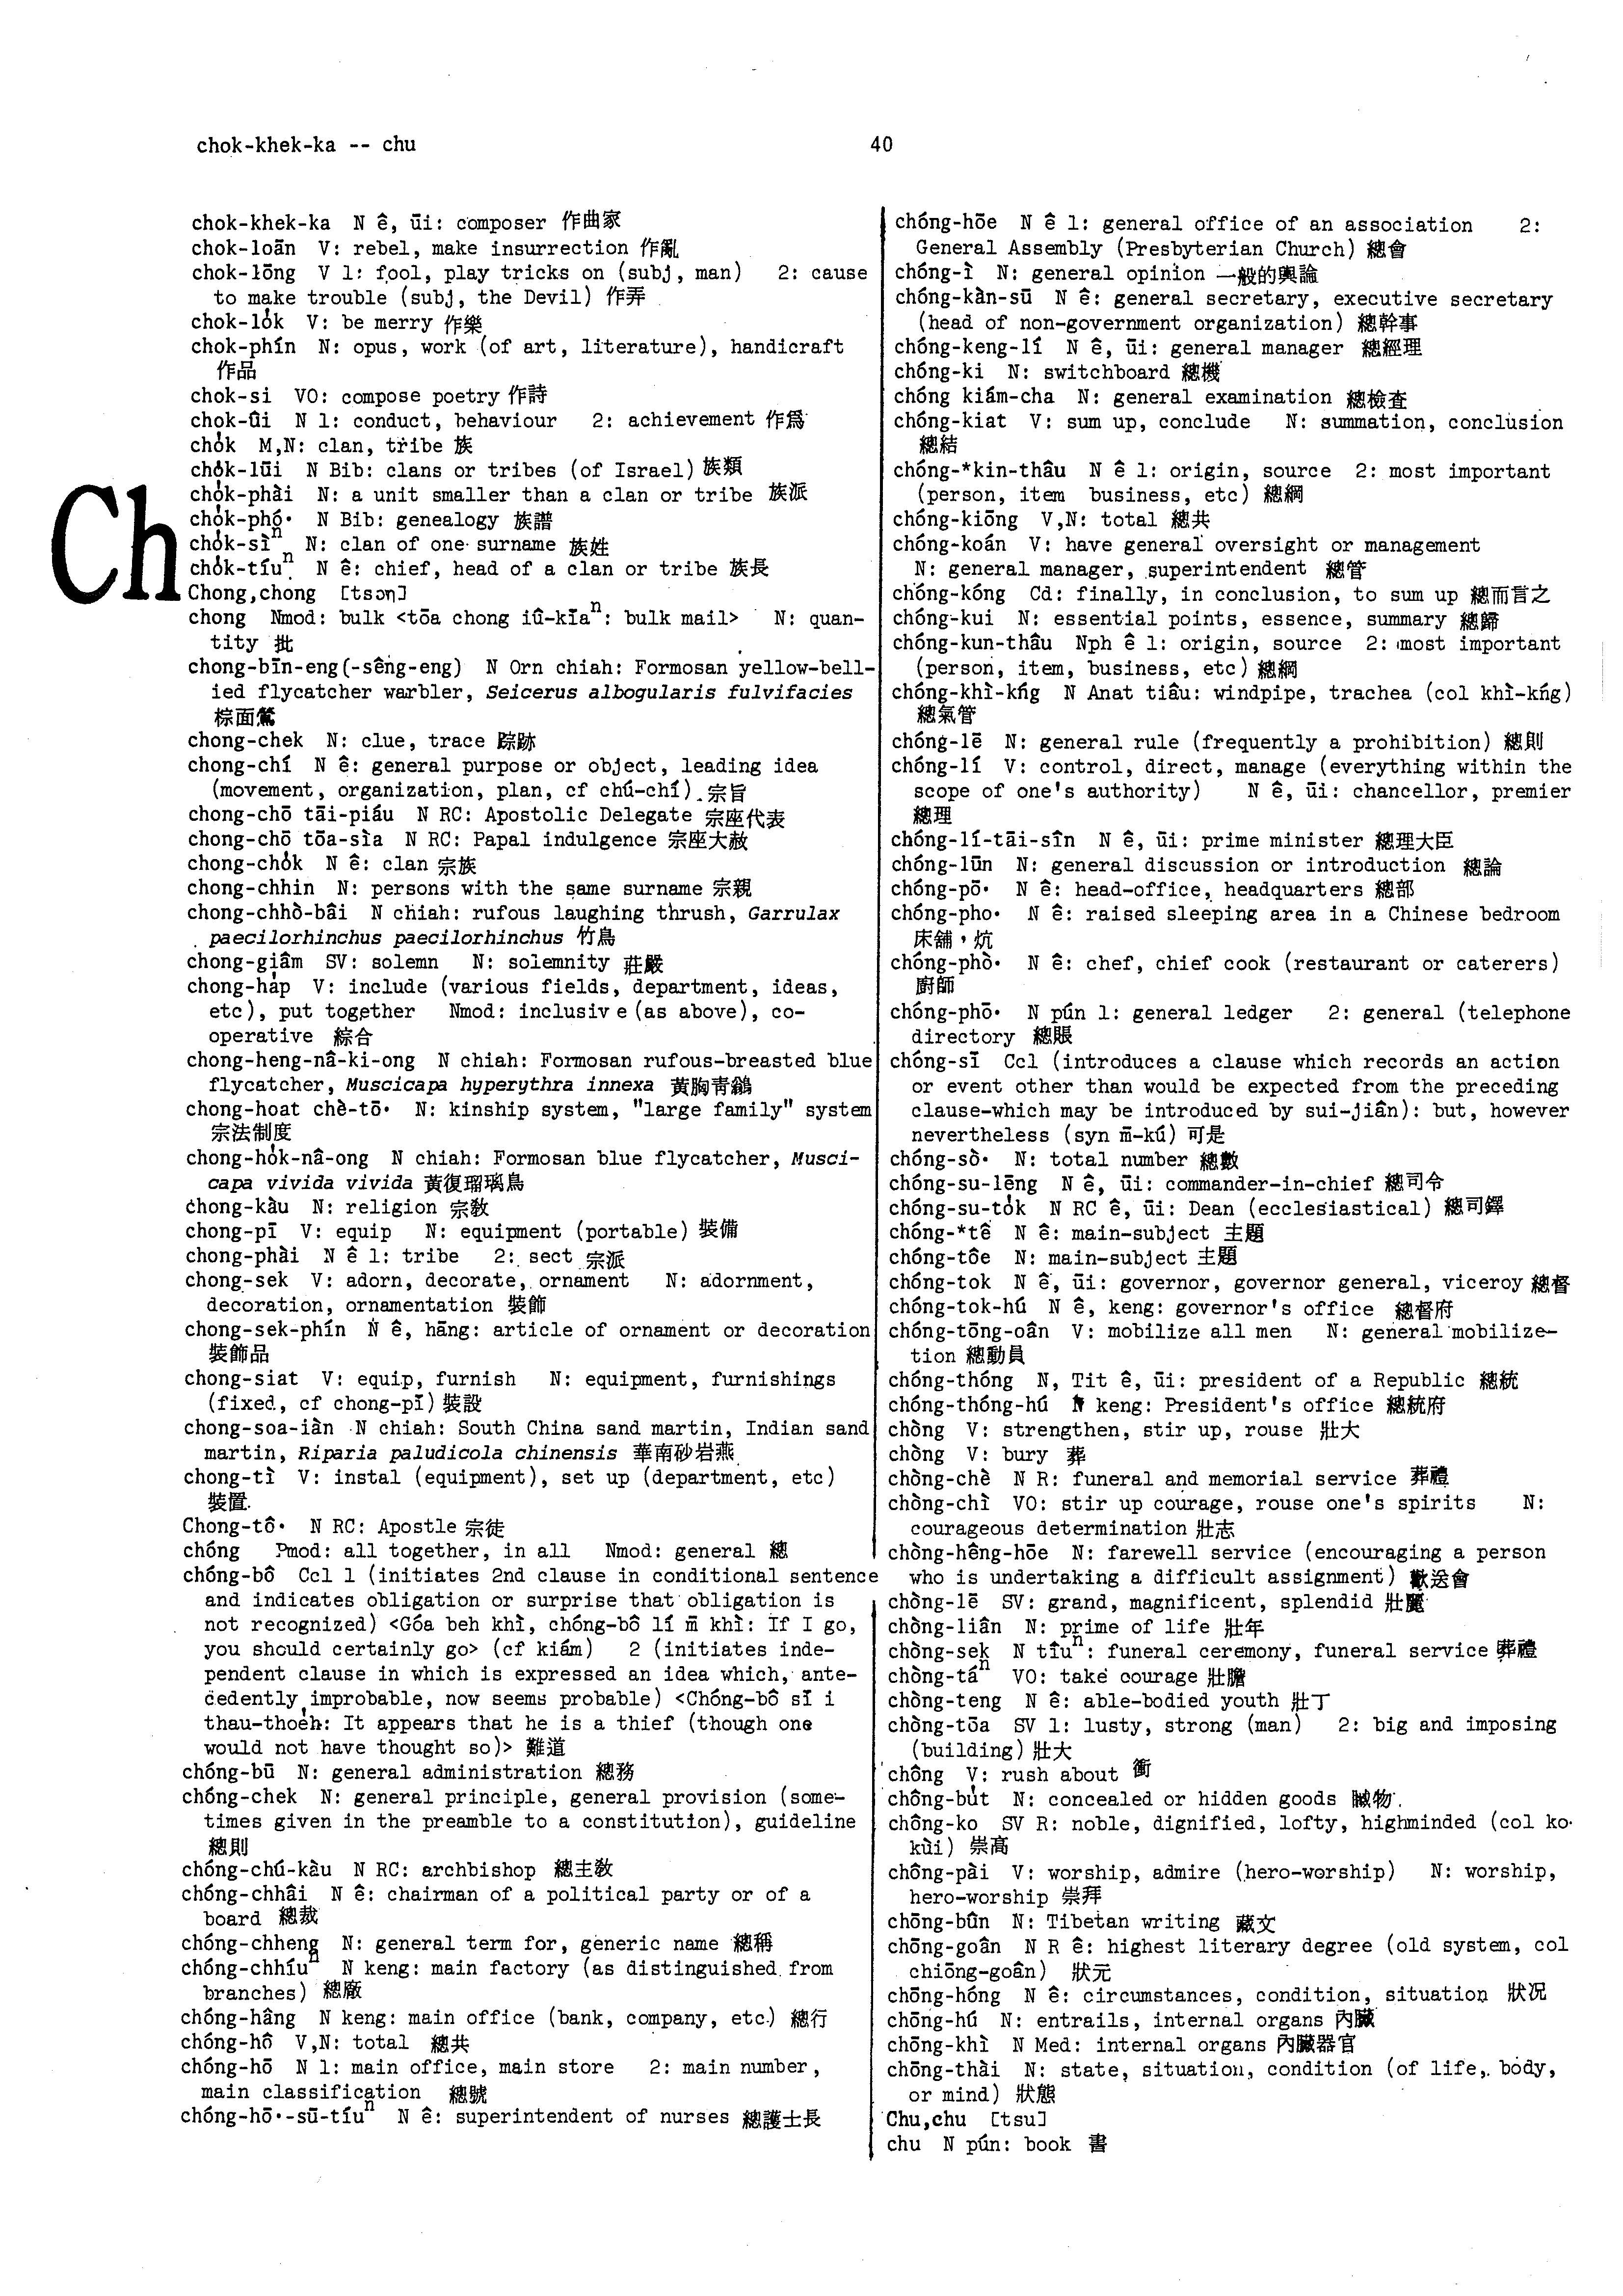 chok-khek-ka -- chu
40
chok-khek-ka N ê, ūi: composer 作曲家
chok-loān V: rebel, make insurrection 作亂
chok-lōng V 1: fool, play tricks on (subj, man) 2: cause
to make trouble (subj, the Devil) 作弄
chok-lo̍k V: be merry 作樂
chok-phín N: opus, work (of art, literature), handicraft
作品
chok-si VO: compose poetry 作詩
chok-ûi N 1: conduct, behaviour 2: achievement 作爲
cho̍k M,N: clan, tribe 族
cho̍k-lūi N Bib: clans or tribes (of Israel) 族類
cho̍k-phài N: a unit smaller than a clan or tribe 族派
cho̍k-phó͘ N Bib: genealogy 族譜
cho̍k-sìⁿ N: clan of one surname 族姓
cho̍k-tíuⁿ N ê: chief, head of a clan or tribe 族長
Ch
Chong,chong [tsɔŋ]
chong Nmod: bulk <tōa chong iû-kīaⁿ: bulk mail> N: quan-
tity 批
chong-bīn-eng(-sêng-eng) N Orn chiah: Formosan yellow-bell-
ied flycatcher warbler, Seicerus albogularis fulvifacies
棕面鶯
chong-chek N: clue, trace 踪跡
chong-chí N ê: general purpose or object, leading idea
(movement, organization, plan, cf chú-chí) 宗旨
chong-chō tāi-piáu N RC: Apostolic Delegate 宗座代表
chong-chō tōa-sìa N RC: Papal indulgence 宗座大赦
chong-cho̍k N ê: clan 宗族
chong-chhin N: persons with the same surname 宗親
chong-chhò-bâi N chiah: rufous laughing thrush, Garrulax
paecilorhinchus paecilorhinchus 竹鳥
chong-giâm SV: solemn N: solemnity 莊嚴
chong-ha̍p V: include (various fields, department, ideas,
etc), put together Nmod: inclusive (as above), co-
operative 綜合
chong-heng-nâ-ki-ong N chiah: Formosan rufous-breasted blue
flycatcher, Muscicapa hyperythra innexa 黃胸青鶲
chong-hoat chè-tō͘ N: kinship system, "large family" system
宗法制度
chong-ho̍k-nâ-ong N chiah: Formosan blue flycatcher, Musci-
capa vivida vivida 黃復瑠璃鳥
chong-kàu N: religion 宗敎
chong-pī V: equip N: equipment (portable) 裝備
chong-phài N ê 1: tribe 2: sect 宗派
chong-sek V: adorn, decorate, ornament N: adornment,
decoration, ornamentation 裝飾
chong-sek-phín N ê, hāng: article of ornament or decoration
裝飾品
chong-siat V: equip, furnish N: equipment, furnishings
(fixed, cf chong-pī) 裝設
chong-soa-iàn N chiah: South China sand martin, Indian sand
martin, Riparia paludicola chinensis 華南砂岩燕
chong-tì V: instal (equipment), set up (department, etc)
裝置
Chong-tô͘ N RC: Apostle 宗徒
chóng Pmod: all together, in all Nmod: general 總
chóng-bô Ccl 1 (initiates 2nd clause in conditional sentence
and indicates obligation or surprise that obligation is
not recognized) <Góa beh khì, chóng-bô lí m̄ khì: If I go,
you should certainly go> (cf kiám) 2 (initiates inde-
pendent clause in which is expressed an idea which, ante-
cedently improbable, now seems probable) <Chóng-bô sī i
thau-thoe̍h: It appears that he is a thief (though one
would not have thought so)> 難道
chóng-bū N: general administration 總務
chóng-chek N: general principle, general provision (some-
times given in the preamble to a constitution), guideline
總則
chóng-chú-kàu N RC: archbishop 總主敎
chóng-chhâi N ê: chairman of a political party or of a
board 總裁
chóng-chheng N: general term for, generic name 總稱
chóng-chhíuⁿ N keng: main factory (as distinguished from
branches) 總廠
chóng-hâng N keng: main office (bank, company, etc.) 總行
chóng-hô V,N: total 總共
chóng-hō N 1: main office, main store 2: main number,
main classification 總號
chóng-hō͘-sū-tíuⁿ N ê: superintendent of nurses 總護士長
chóng-hōe N ê 1: general office of an association 2:
General Assembly (Presbyterian Church) 總會
chóng-ì N: general opinion 一般的輿論
chóng-kàn-sū N ê: general secretary, executive secretary
(head of non-government organization) 總幹事
chóng-keng-lí N ê, ūi: general manager 總經理
chóng-ki N: switchboard 總機
chóng kiám-cha N: general examination 總檢查
chóng-kiat V: sum up, conclude N: summation, conclusion
總結
chóng-*kin-thâu N ê 1: origin, source 2: most important
(person, item business, etc) 總綱
chóng-kiōng V,N: total 總共
chóng-koán V: have general oversight or management
N: general manager, superintendent 總管
chóng-kóng Cd: finally, in conclusion, to sum up 總而言之
chóng-kui N: essential points, essence, summary 總歸
chóng-kun-thâu Nph ê 1: origin, source 2: most important
(person, item, business, etc) 總綱
chóng-khì-kńg N Anat tiâu: windpipe, trachea (col khì-kńg)
總氣管
chóng-lē N: general rule (frequently a prohibition) 總則
chóng-lí V: control, direct, manage (everything within the
scope of one's authority) N ê, ūi: chancellor, premier
總理
chóng-lí-tāi-sîn N ê, ūi: prime minister 總理大臣
chóng-lūn N: general discussion or introduction 總論
chóng-pō͘ N ê: head-office, headquarters 總部
chóng-pho͘ N ê: raised sleeping area in a Chinese bedroom
床舖，炕
chóng-phò͘ N ê: chef, chief cook (restaurant or caterers)
廚師
chóng-phō͘ N pún 1: general ledger 2: general (telephone
directory 總賬
chóng-sī Ccl (introduces a clause which records an action
or event other than would be expected from the preceding
clause-which may be introduced by sui-jiân): but, however
nevertheless (syn m̄-kú) 可是
chóng-sò͘ N: total number 總數
chóng-su-lēng N ê, ūi: commander-in-chief 總司令
chóng-su-to̍k N RC ê, ūi: Dean (ecclesiastical) 總司鐸
chóng-*tê N ê: main-subject 主題
chóng-tôe N: main-subject 主題
chóng-tok N ê, ūi: governor, governor general, viceroy 總督
chóng-tok-hú N ê, keng: governor's office 總督府
chóng-tōng-oân V: mobilize all men N: general mobilize-
tion 總動員
chóng-thóng N, Tit ê, ūi: president of a Republic 總統
chóng-thóng-hú N keng: President's office 總統府
chòng V: strengthen, stir up, rouse 壯大
chòng V: bury 葬
chòng-chè N R: funeral and memorial service 葬禮
chòng-chì VO: stir up courage, rouse one's spirits N:
courageous determination 壯志
chòng-hêng-hōe N: farewell service (encouraging a person
who is undertaking a difficult assignment) 歡送會
chòng-lē SV: grand, magnificent, splendid 壯麗
chòng-liân N: prime of life 壯年
chòng-sek N tîuⁿ: funeral ceremony, funeral service 葬禮
chòng-táⁿ VO: take courage 壯膽
chòng-teng N ê: able-bodied youth 壯丁
chòng-tōa SV 1: lusty, strong (man) 2: big and imposing
(building) 壯大
chông V: rush about 衝
chông-bu̍t N: concealed or hidden goods 贓物
chông-ko SV R: noble, dignified, lofty, highminded (col ko-
kùi) 崇高
chông-pài V: worship, admire (hero-worship) N: worship,
hero-worship 崇拜
chōng-bûn N: Tibetan writing 藏文
chōng-goân N R ê: highest literary degree (old system, col
chiōng-goân) 狀元
chōng-hóng N ê: circumstances, condition, situation 狀况
chōng-hú N: entrails, internal organs 內臟
chōng-khì N Med: internal organs 內臟器官
chōng-thài N: state, situation, condition (of life, body,
or mind) 狀態
Chu,chu [tsu]
chu N pún: book 書